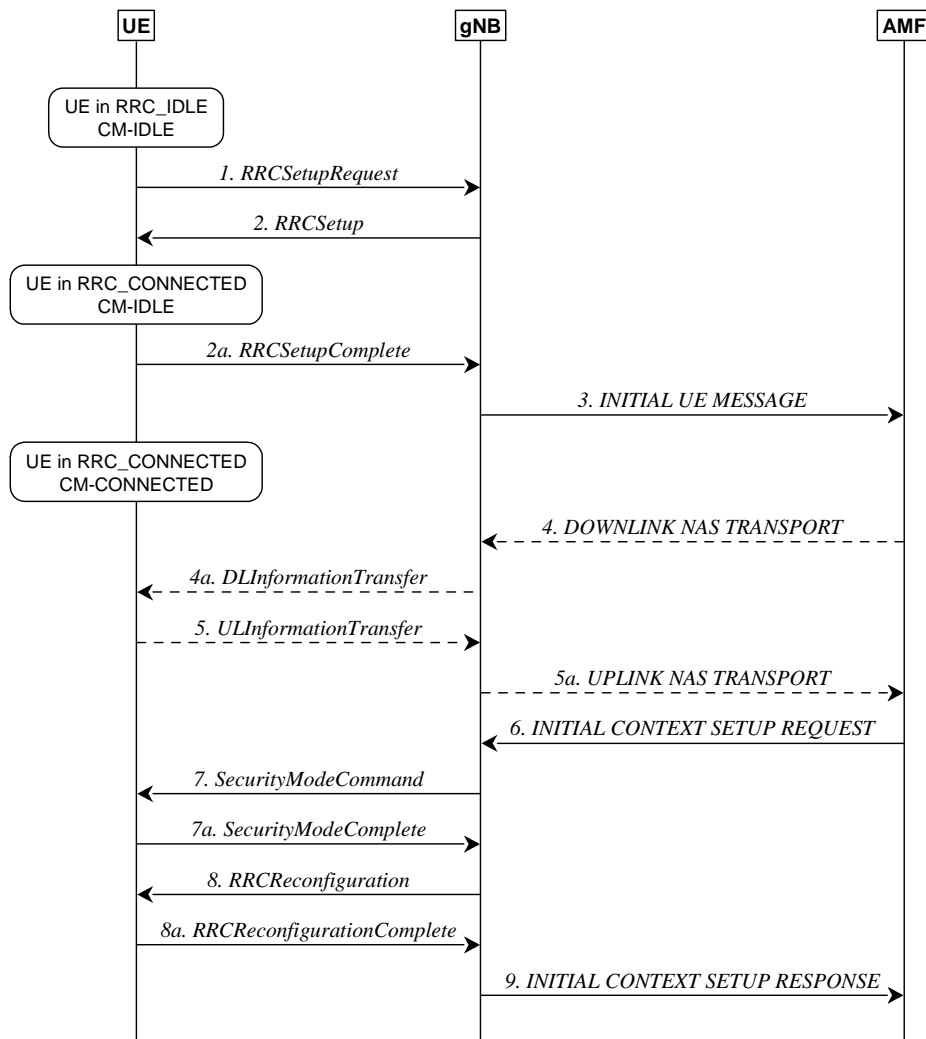 UE
gNB
AMF
UE in RRC_IDLE
CM-IDLE
1. RRCSetupRequest
2. RRCSetup
UE in RRC_CONNECTED
CM-IDLE
2a. RRCSetupComplete
3. INITIAL UE MESSAGE
UE in RRC_CONNECTED
CM-CONNECTED
4. DOWNLINK NAS TRANSPORT
4a. DLInformationTransfer
5. ULInformationTransfer
5a. UPLINK NAS TRANSPORT
6. INITIAL CONTEXT SETUP REQUEST
7. SecurityModeCommand
7a. SecurityModeComplete
8. RRCReconfiguration
8a. RRCReconfigurationComplete
9. INITIAL CONTEXT SETUP RESPONSE